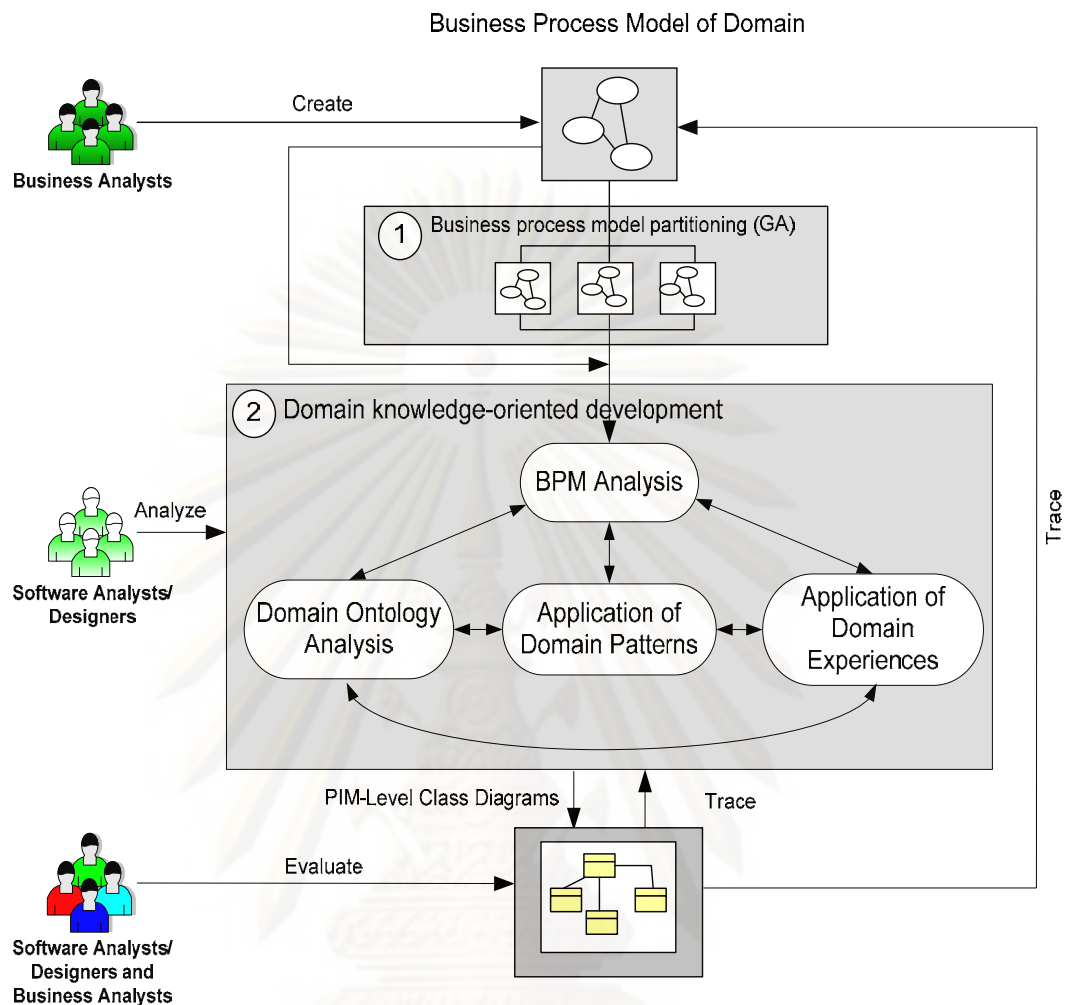 Business Process Model of Domain
Create
Business Analysts
1
Business process model partitioning (GA)
2
Domain knowledge-oriented development
BPM Analysis
Analyze
Software Analysts/
Designers
Domain Ontology
Analysis
Application of
Domain Patterns
Application of
Domain
Experiences
Trace
PIM-Level Class Diagrams
Trace
Evaluate
Software Analysts/
Designers and
Business Analysts